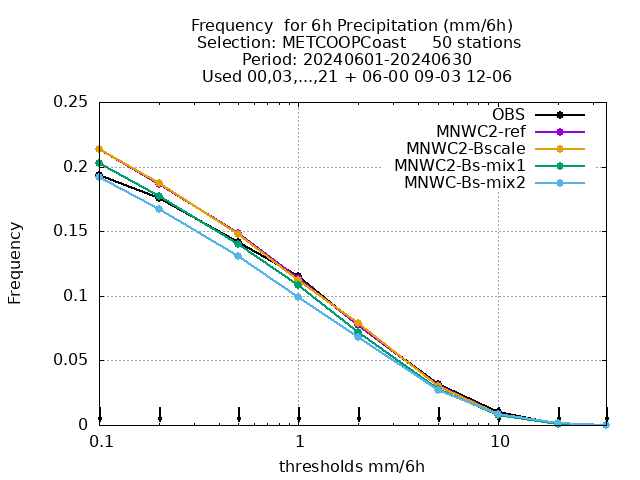 Frequency  for 6h Precipitation (mm/6h)
Selection: METCOOPCoast     50 stations
Period: 20240601-20240630
Used 00,03,...,21 + 06-00 09-03 12-06
OBS
MNWC2-ref
MNWC2-Bscale
MNWC2-Bs-mix1
MNWC-Bs-mix2
Frequency
0.25
0.2
0.15
0.1
0.05
0
0.1 1 10
thresholds mm/6h